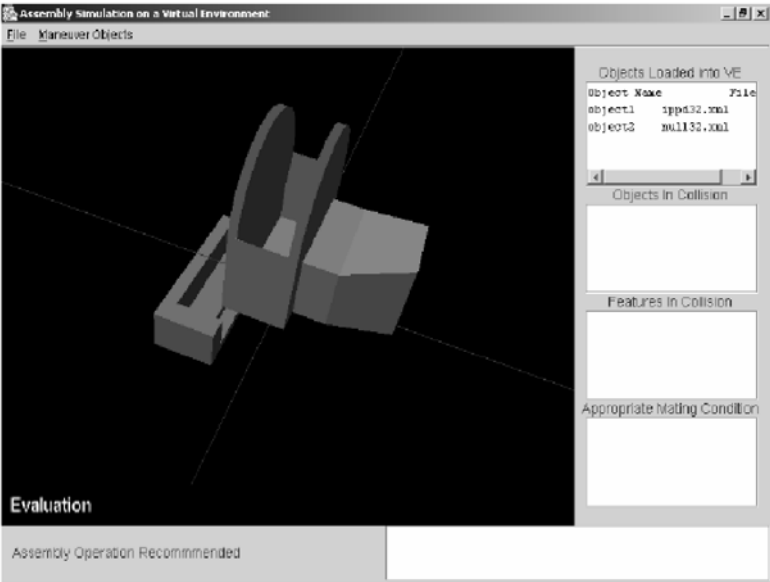 Assembly Simulation on a Virtual Environment
File Maneuver Objects
Objects Loaded into VE
Object Name File
object1 ippd32.xml
object2 null32.xml
Objects In Collision
Features In Collision
Appropriate Mating Condition
Evaluation
Assembly Operation Recommmended